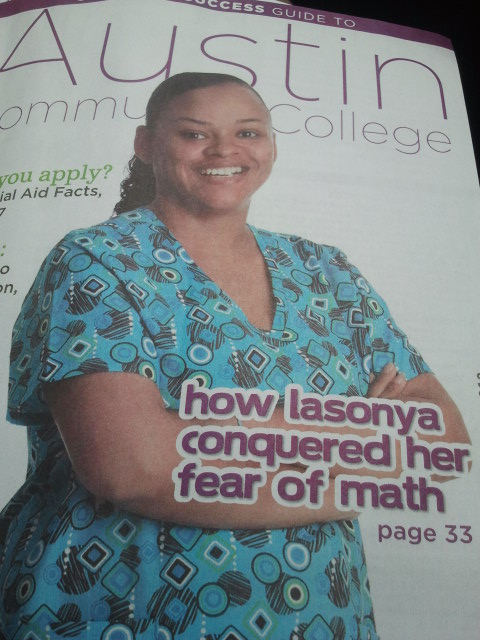 SUCCESS GUIDE TO
Austin
ommu College
you apply?
ial Aid Facts,
7
:
o
on,
how lasonya
conquered her
fear of math
page 33